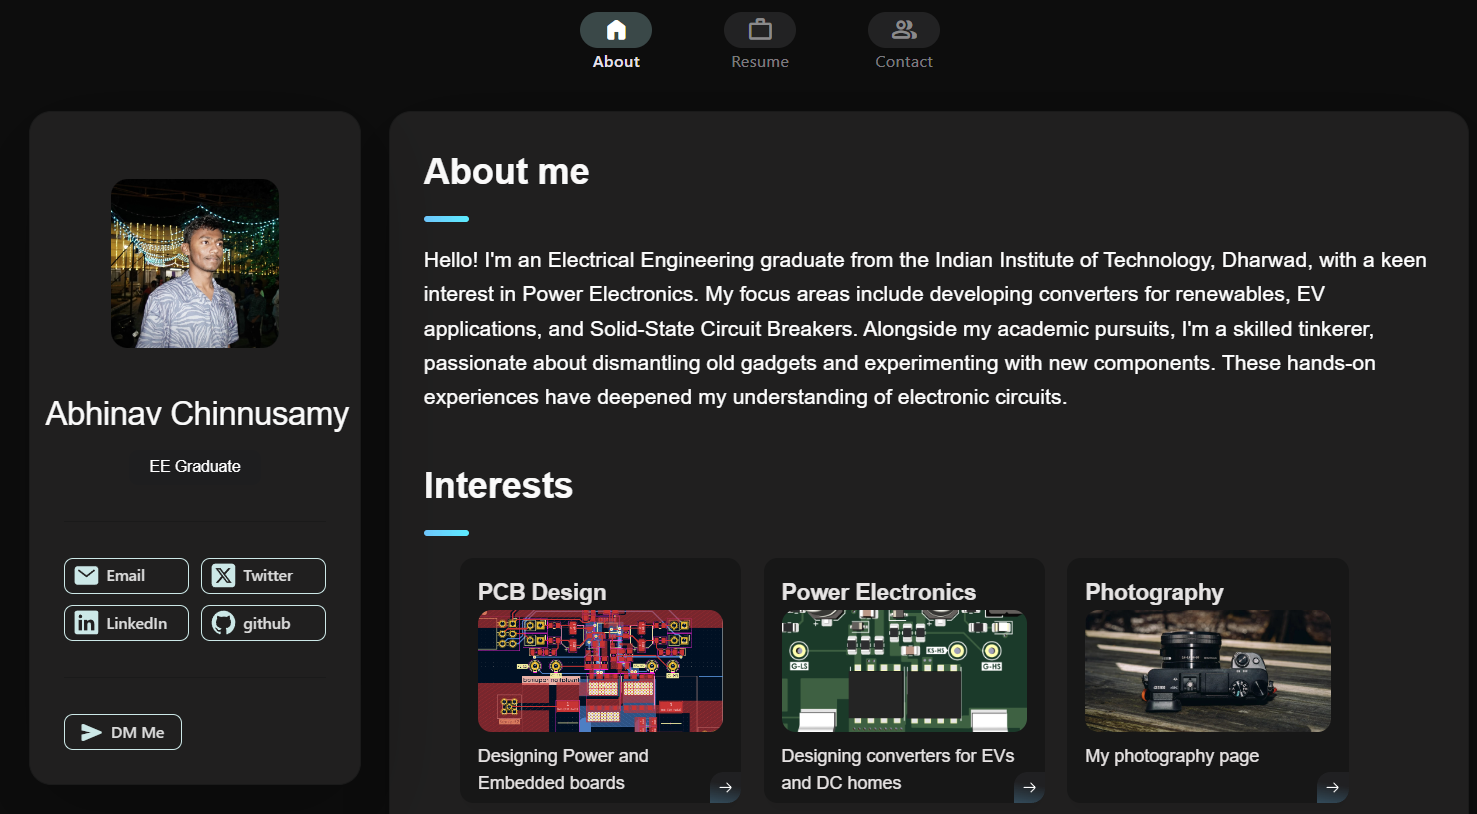 About
Resume
Contact
Abhinav Chinnusamy
EE Graduate
Email
Twitter
LinkedIn
github
DM Me
About me
Hello! I'm an Electrical Engineering graduate from the Indian Institute of Technology, Dharwad, with a keen
interest in Power Electronics. My focus areas include developing converters for renewables, EV
applications, and Solid-State Circuit Breakers. Alongside my academic pursuits, I'm a skilled tinkerer,
passionate about dismantling old gadgets and experimenting with new components. These hands-on
experiences have deepened my understanding of electronic circuits.
Interests
PCB Design
Designing Power and
Embedded boards
Power Electronics
G-LS
KS-HS
G-HS
Designing converters for EVs
and DC homes
Photography
My photography page